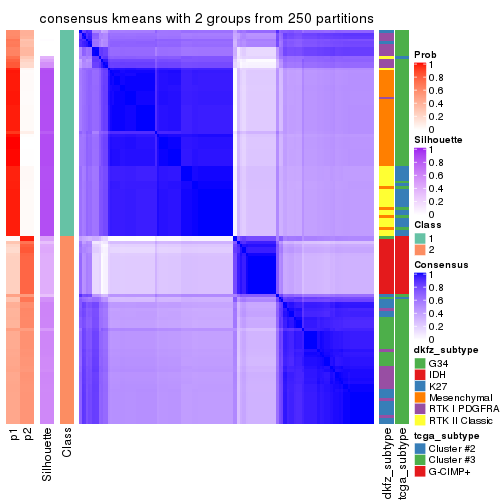 consensus kmeans with 2 groups from 250 partitions
Prob
1
0.8
0.6
0.4
0.2
0
Silhouette
1
0.8
0.6
0.4
0.2
0
Class
1
2
Consensus
1
0.8
0.6
0.4
0.2
0
dkfz_subtype
G34
IDH
K27
Mesenchymal
RTK I PDGFRA
RTK II Classic
tcga_subtype
Cluster #2
Cluster #3
G-CIMP+
p1
p2
Silhouette
Class
dkfz_subtype
tcga_subtype